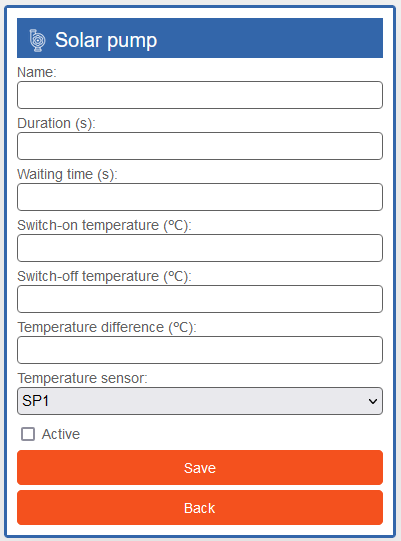 Solar pump
Name:
Duration (s):
Waiting time (s):
Switch-on temperature (°C):
Switch-off temperature (°C):
Temperature difference (°C):
Temperature sensor:
SP1
Active
Save
Back